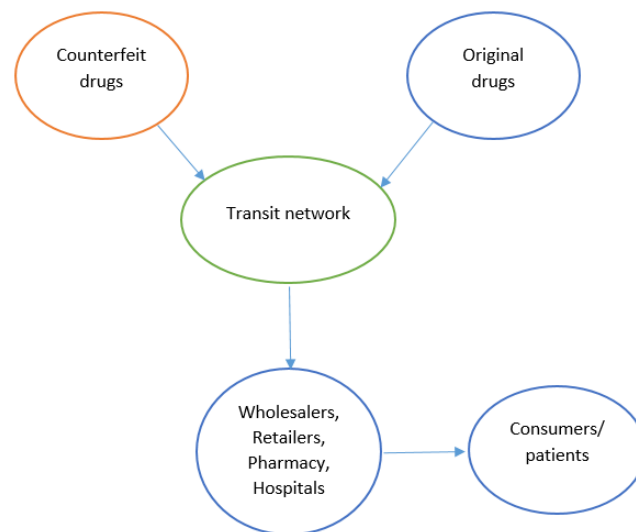 Counterfeit
drugs
Original
drugs
Transit network
Wholesalers,
Retailers,
Pharmacy,
Hospitals
Consumers/
patients